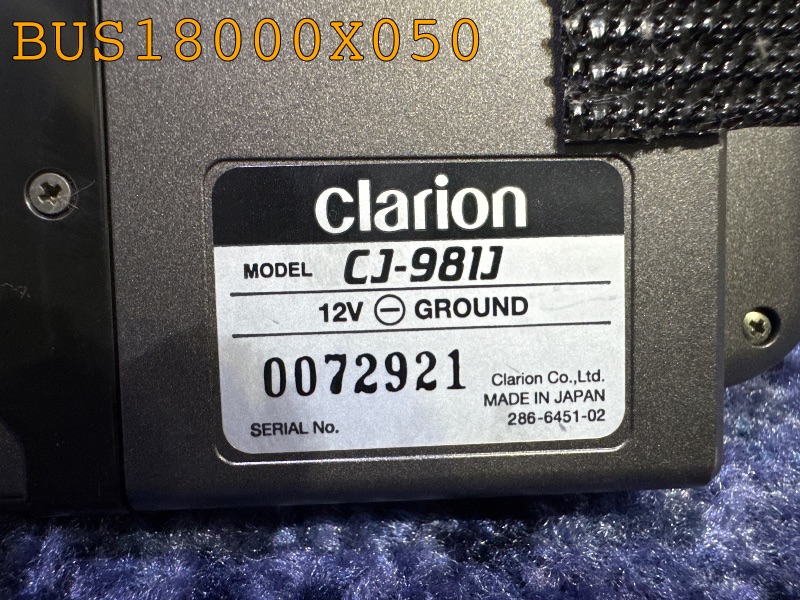 BUS18000X050
clarion
MODEL CJ-981J
12V ⊖ GROUND
0072921
Clarion Co.,Ltd.
MADE IN JAPAN
286-6451-02
SERIAL No.